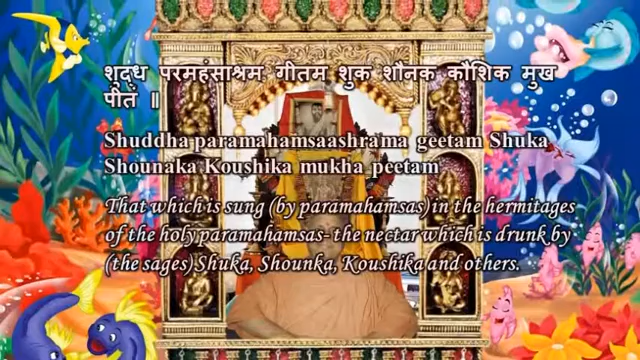 शुद्ध परमहंसाश्रम गीतम शुक शौनक कौशिक मुख
पीतं ॥
Shuddha paramahamsaashrama geetam Shuka
Shounaka Koushika mukha peetam
That which is sung (by paramahamsas) in the hermitages
of the holy paramahamsas- the nectar which is drunk by
(the sages) Shuka, Shounka, Koushika and others.